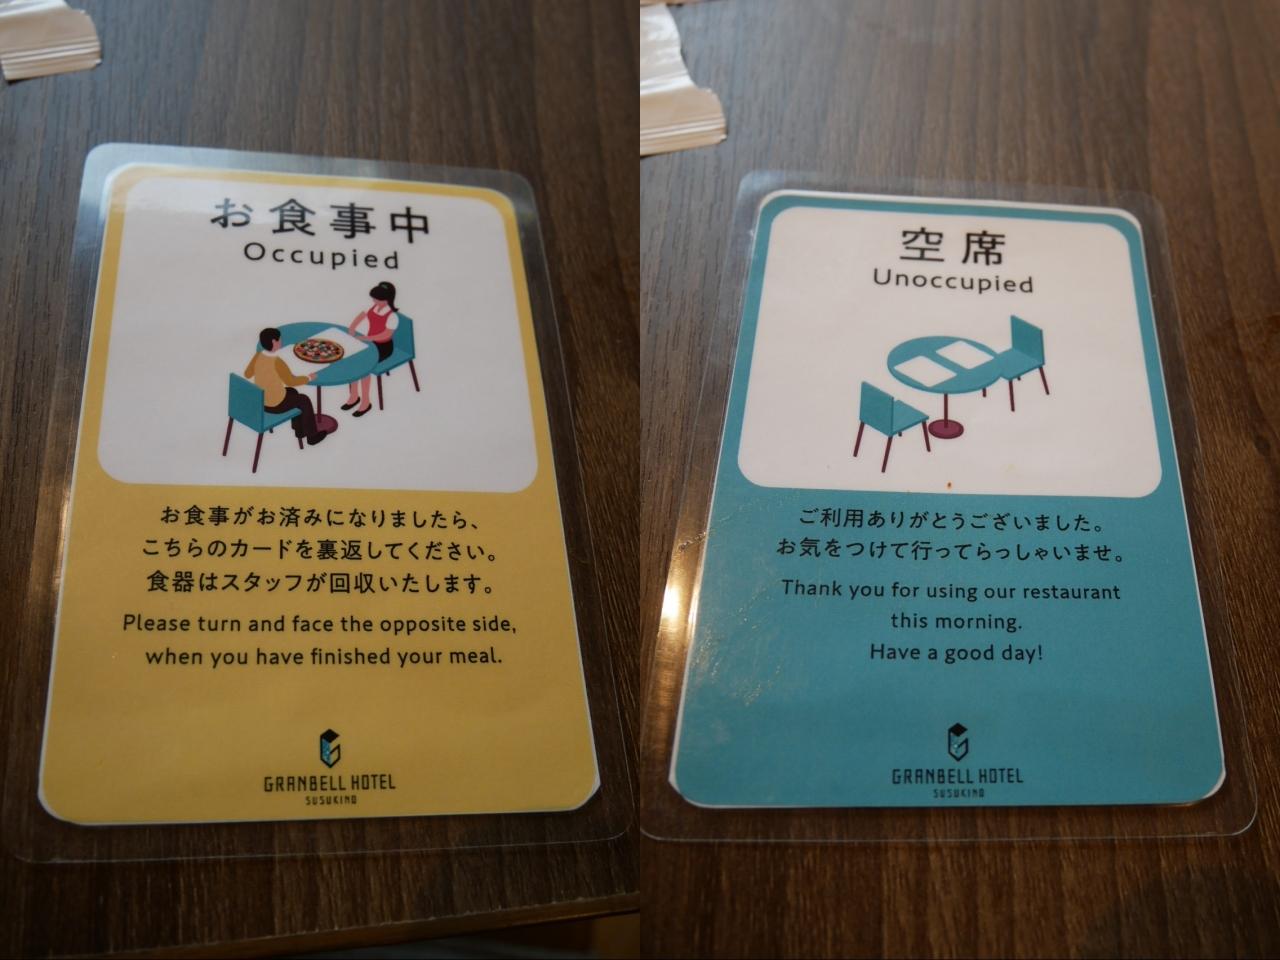 お食事中
Occupied
お食事がお済みになりましたら、
こちらのカードを裏返してください。
食器はスタッフが回収いたします。
Please turn and face the opposite side,
when you have finished your meal.
GRANBELL HOTEL
SUSUKINO
空席
Unoccupied
ご利用ありがとうございました。
お気をつけて行ってらっしゃいませ。
Thank you for using our restaurant
this morning.
Have a good day!
GRANBELL HOTEL
SUSUKINO